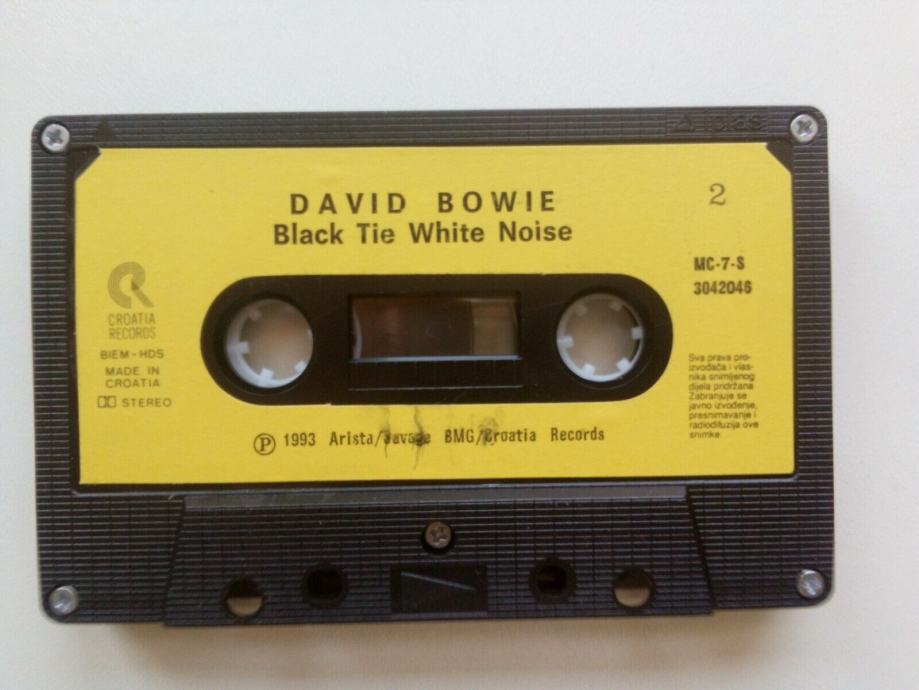 DAVID BOWIE
Black Tie White Noise
2
MC-7-S
3042046
CROATIA
RECORDS
BIEM-HDS
MADE IN
CROATIA
STEREO
Sva prava pro-
izvođača i vlas-
nika snimljenog
dijela pridržana
Zabranjuje se
javno izvođenje,
presnimavanje i
radiodifuzija ove
snimke.
Ⓟ 1993 Arista/Savage BMG/Croatia Records